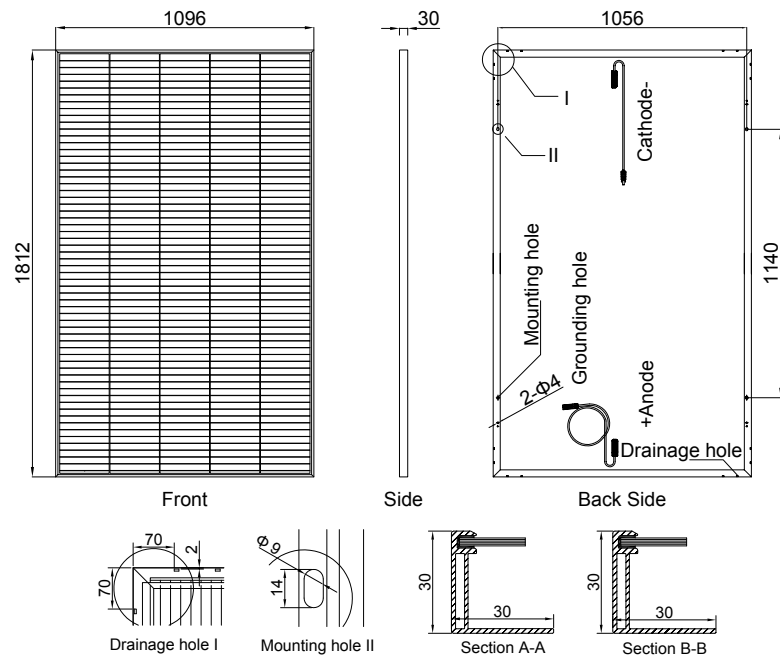 1096
30
1056
1812
I
II
Cathode-
1140
Mounting hole
Grounding hole
2-Φ4
+Anode
Drainage hole
Front
Side
Back Side
70
2
70
Φ 9
14
30
30
30
30
Drainage hole I
Mounting hole II
Section A-A
Section B-B